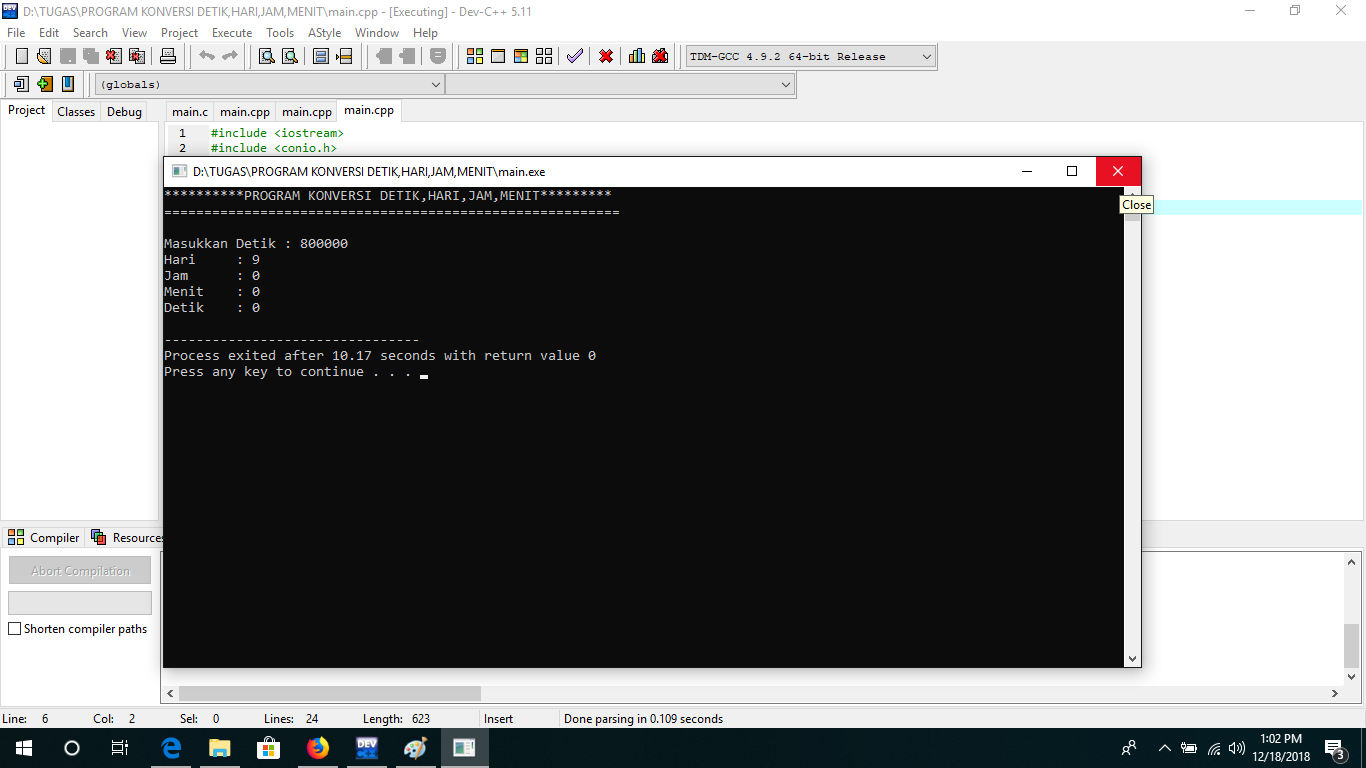 D:\TUGAS\PROGRAM KONVERSI DETIK,HARI,JAM,MENIT\main.cpp - [Executing] - Dev-C++ 5.11
File Edit Search View Project Execute Tools AStyle Window Help
TDM-GCC 4.9.2 64-bit Release
(globals)
Project Classes Debug main.c main.cpp main.cpp main.cpp
1 #include <iostream>
2 #include <conio.h>
D:\TUGAS\PROGRAM KONVERSI DETIK,HARI,JAM,MENIT\main.exe
**********PROGRAM KONVERSI DETIK,HARI,JAM,MENIT*********
=========================================================
Close
Masukkan Detik : 800000
Hari : 9
Jam : 0
Menit : 0
Detik : 0
--------------------------------
Process exited after 10.17 seconds with return value 0
Press any key to continue . . .
Compiler Resources
Abort Compilation
Shorten compiler paths
Line: 6 Col: 2 Sel: 0 Lines: 24 Length: 623 Insert Done parsing in 0.109 seconds
DEV
1:02 PM
12/18/2018
3